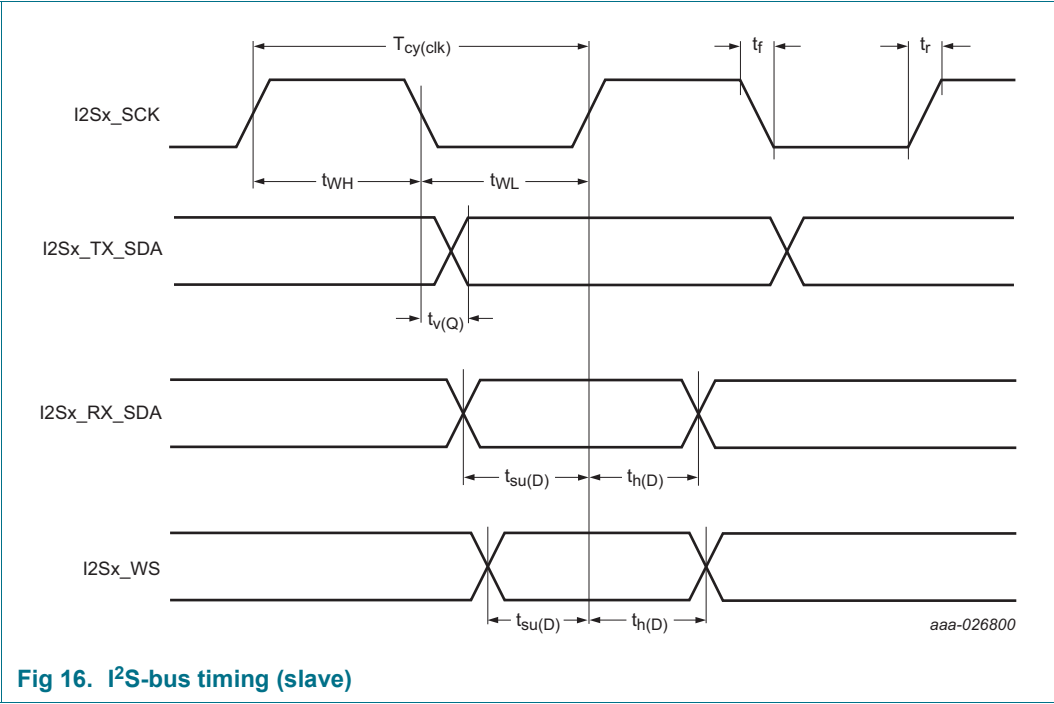 Tcy(clk)
tf
tr
I2Sx_SCK
tWH
tWL
I2Sx_TX_SDA
tv(Q)
I2Sx_RX_SDA
tsu(D)
th(D)
I2Sx_WS
tsu(D)
th(D)
aaa-026800
Fig 16. I²S-bus timing (slave)